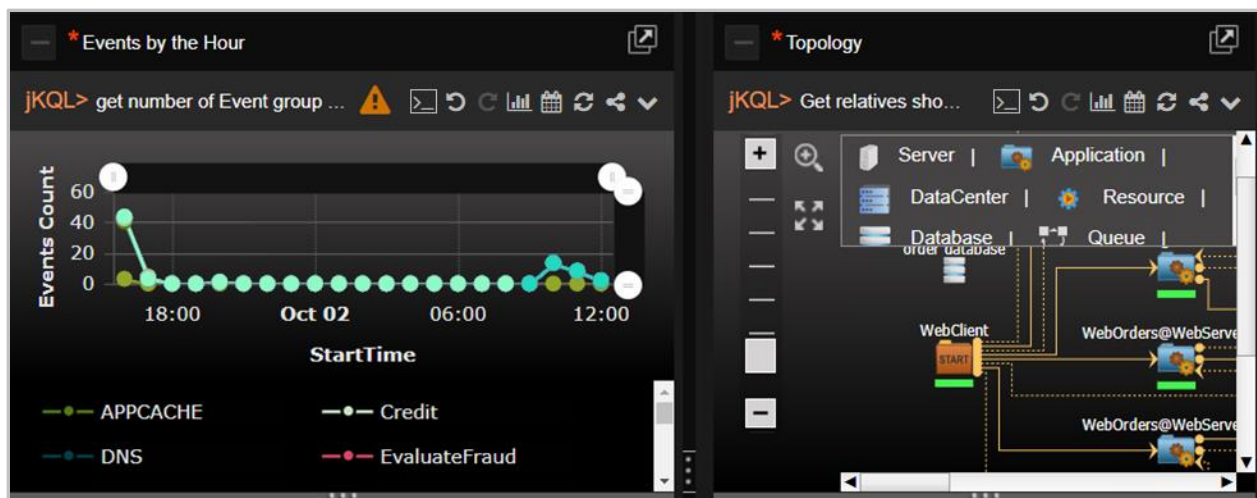 * Events by the Hour
jKQL> get number of Event group ...
Events Count
60
40
20
0
18:00
Oct 02
06:00
12:00
StartTime
APPCACHE
Credit
DNS
EvaluateFraud
* Topology
jKQL> Get relatives sho...
Server |
Application |
DataCenter |
Resource |
Database |
Queue |
order database
WebClient
START
WebOrders@WebServe
WebOrders@WebServe